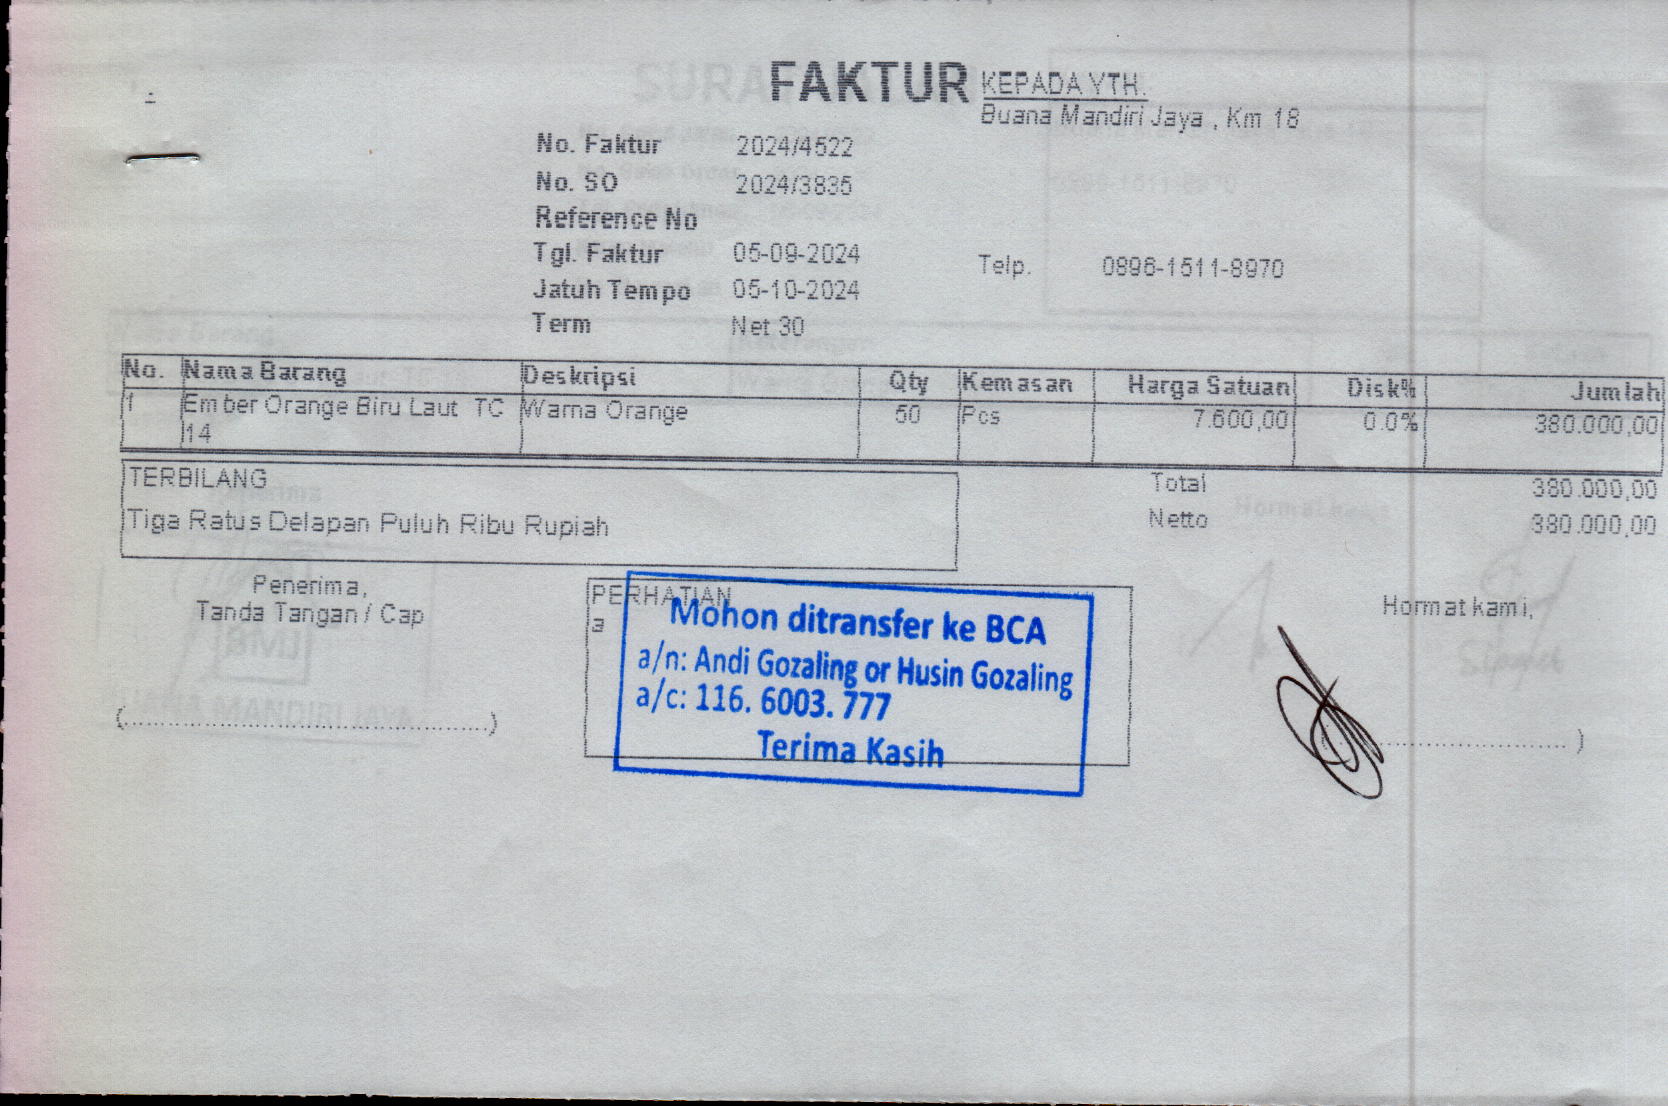 FAKTUR
KEPADA YTH.
Buana Mandiri Jaya , Km 18
No. Faktur 2024/4522
No. SO 2024/3835
Reference No
Tgl. Faktur 05-09-2024
Telp. 0896-1511-8970
Jatuh Tempo 05-10-2024
Term Net 30
No. Nama Barang Deskripsi Qty Kemasan Harga Satuan Disk% Jumlah
1 Ember Orange Biru Laut TC Warna Orange 50 Pcs 7.600,00 0.0% 380.000,00
14
TERBILANG
Tiga Ratus Delapan Puluh Ribu Rupiah
Total 380.000,00
Netto 380.000,00
Penerima,
Tanda Tangan / Cap
(..................................................)
PERHATIAN
a
Mohon ditransfer ke BCA
a/n: Andi Gozaling or Husin Gozaling
a/c: 116. 6003. 777
Terima Kasih
Hormat kami,
.......................... )